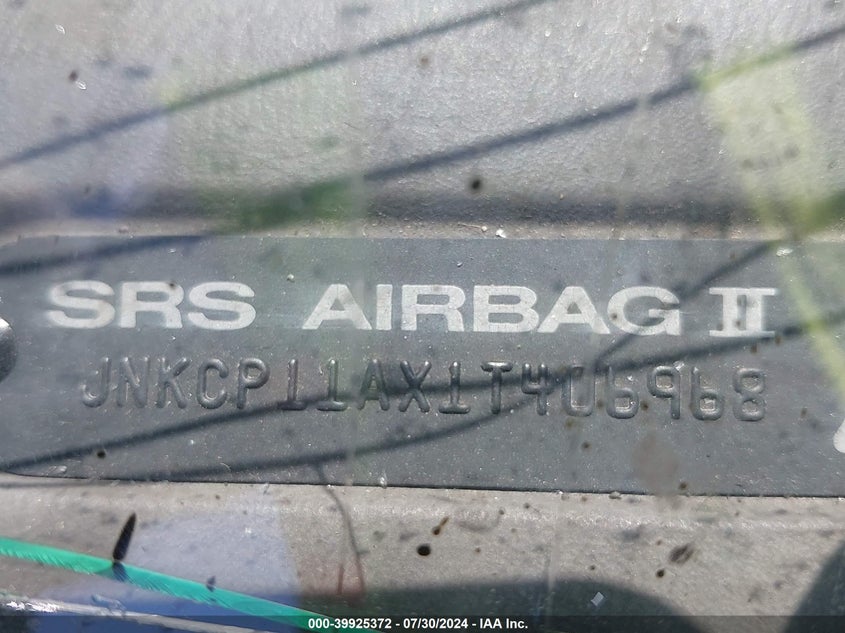 SRS AIRBAG II
JNKCP11AX1T406968
000-39925372 / 07/30/2024 - IAA Inc.